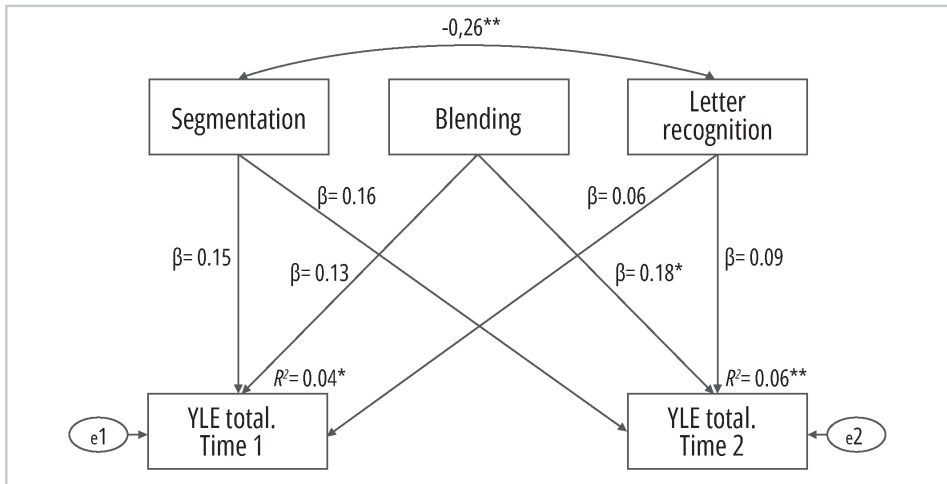 -0,26**
Segmentation
Blending
Letter
recognition
β= 0.16
β= 0.06
β= 0.15
β= 0.13
β= 0.18*
β= 0.09
R²= 0.04*
R²= 0.06**
e1
YLE total.
Time 1
YLE total.
Time 2
e2